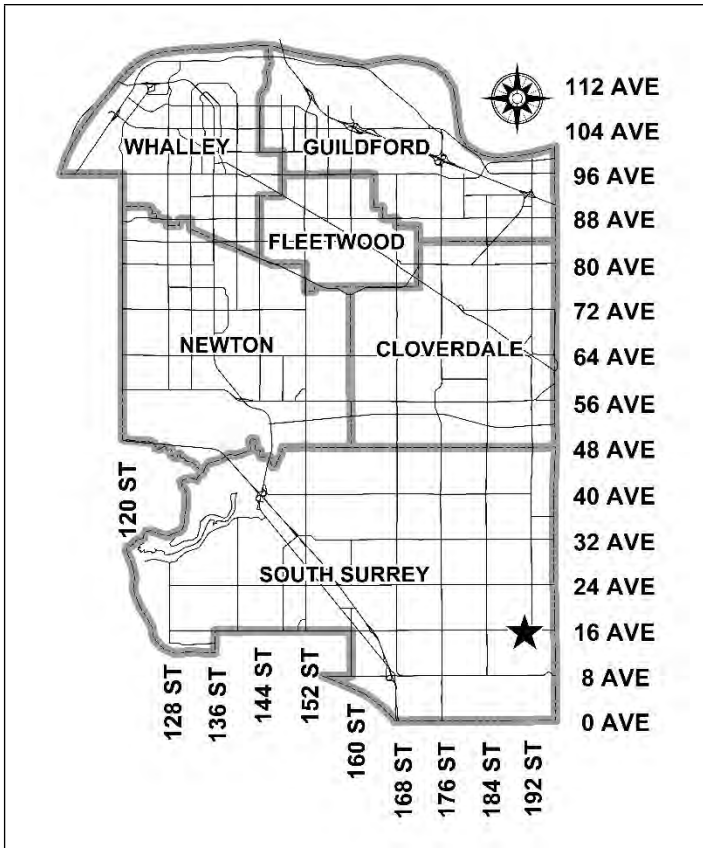 112 AVE
104 AVE
WHALLEY
GUILDFORD
96 AVE
88 AVE
FLEETWOOD
80 AVE
72 AVE
NEWTON
CLOVERDALE
64 AVE
56 AVE
48 AVE
120 ST
40 AVE
32 AVE
SOUTH SURREY
24 AVE
16 AVE
8 AVE
128 ST
136 ST
144 ST
152 ST
160 ST
0 AVE
168 ST
176 ST
184 ST
192 ST